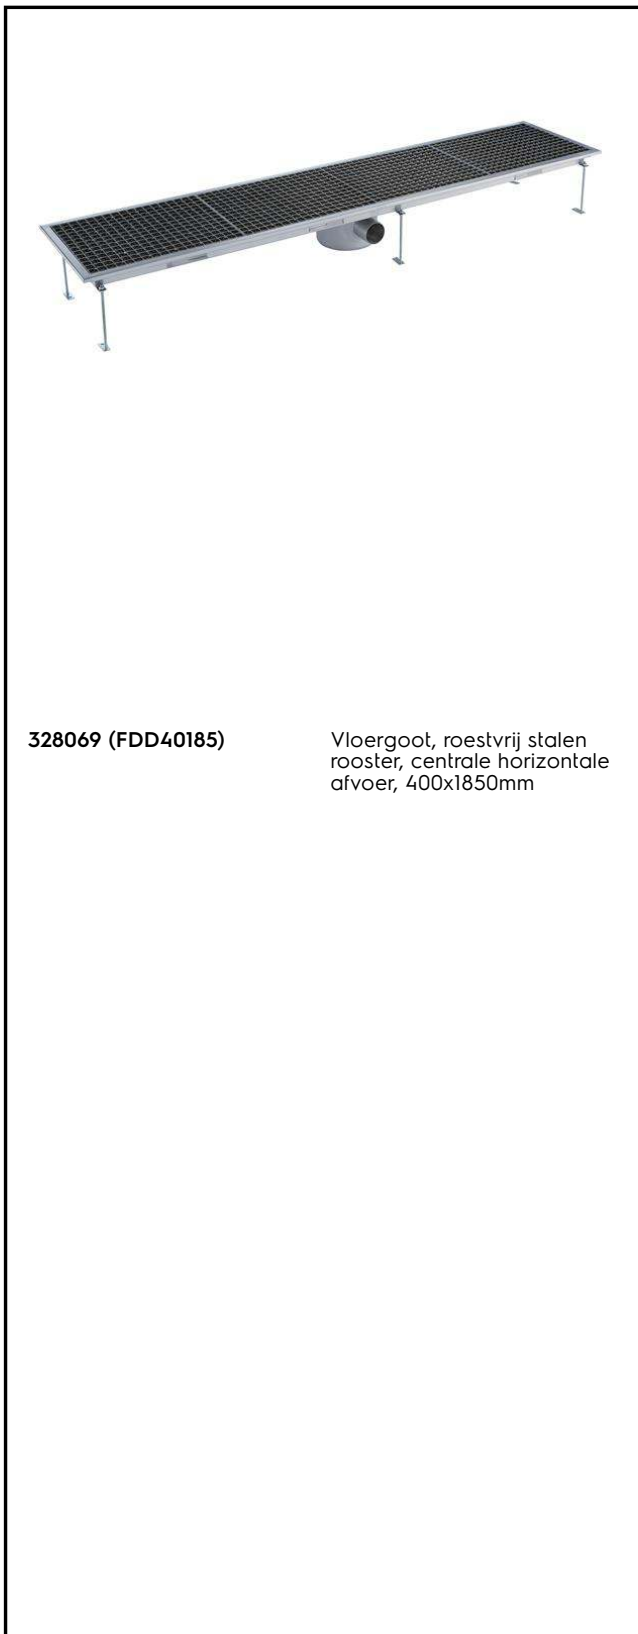 328069 (FDD40185)
Vloergoot, roestvrij stalen
rooster, centrale horizontale
afvoer, 400x1850mm